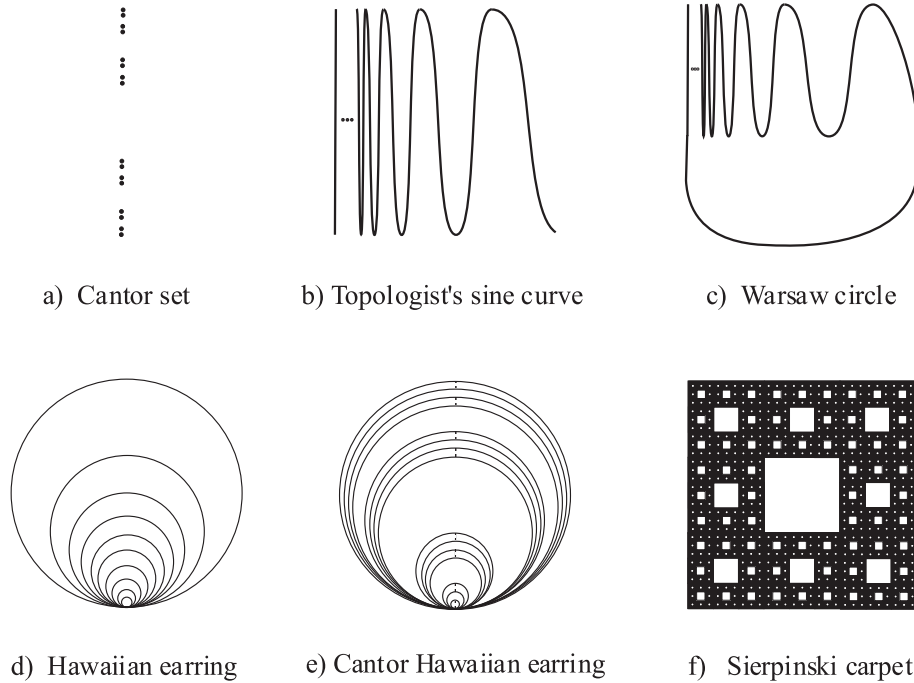 a) Cantor set
b) Topologist's sine curve
c) Warsaw circle
d) Hawaiian earring
e) Cantor Hawaiian earring
f) Sierpinski carpet